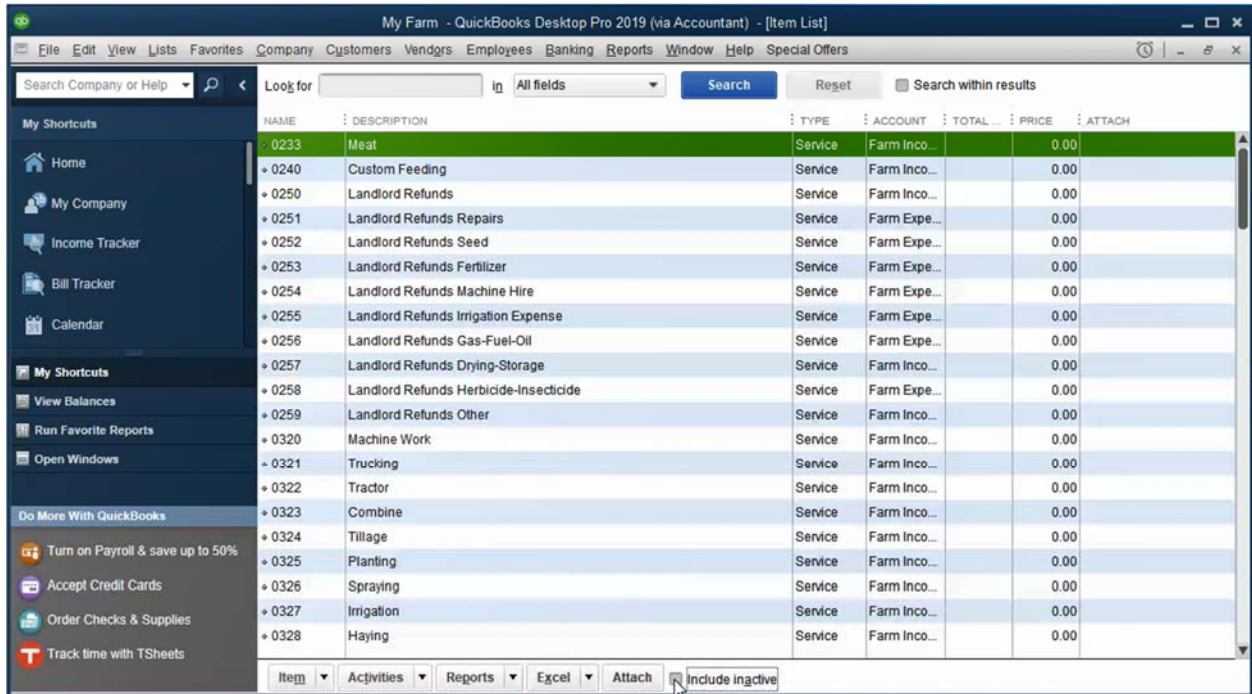 qb My Farm - QuickBooks Desktop Pro 2019 (via Accountant) - [Item List]
File Edit View Lists Favorites Company Customers Vendors Employees Banking Reports Window Help Special Offers
Search Company or Help Look for in All fields Search Reset Search within results
My Shortcuts
Home
My Company
Income Tracker
Bill Tracker
Calendar
My Shortcuts
View Balances
Run Favorite Reports
Open Windows
Do More With QuickBooks
Turn on Payroll & save up to 50%
Accept Credit Cards
Order Checks & Supplies
Track time with TSheets
NAME DESCRIPTION TYPE ACCOUNT TOTAL ... PRICE ATTACH
0233 Meat Service Farm Inco... 0.00
0240 Custom Feeding Service Farm Inco... 0.00
0250 Landlord Refunds Service Farm Inco... 0.00
0251 Landlord Refunds Repairs Service Farm Expe... 0.00
0252 Landlord Refunds Seed Service Farm Expe... 0.00
0253 Landlord Refunds Fertilizer Service Farm Expe... 0.00
0254 Landlord Refunds Machine Hire Service Farm Expe... 0.00
0255 Landlord Refunds Irrigation Expense Service Farm Expe... 0.00
0256 Landlord Refunds Gas-Fuel-Oil Service Farm Expe... 0.00
0257 Landlord Refunds Drying-Storage Service Farm Inco... 0.00
0258 Landlord Refunds Herbicide-Insecticide Service Farm Expe... 0.00
0259 Landlord Refunds Other Service Farm Inco... 0.00
0320 Machine Work Service Farm Inco... 0.00
0321 Trucking Service Farm Inco... 0.00
0322 Tractor Service Farm Inco... 0.00
0323 Combine Service Farm Inco... 0.00
0324 Tillage Service Farm Inco... 0.00
0325 Planting Service Farm Inco... 0.00
0326 Spraying Service Farm Inco... 0.00
0327 Irrigation Service Farm Inco... 0.00
0328 Haying Service Farm Inco... 0.00
Item Activities Reports Excel Attach Include inactive